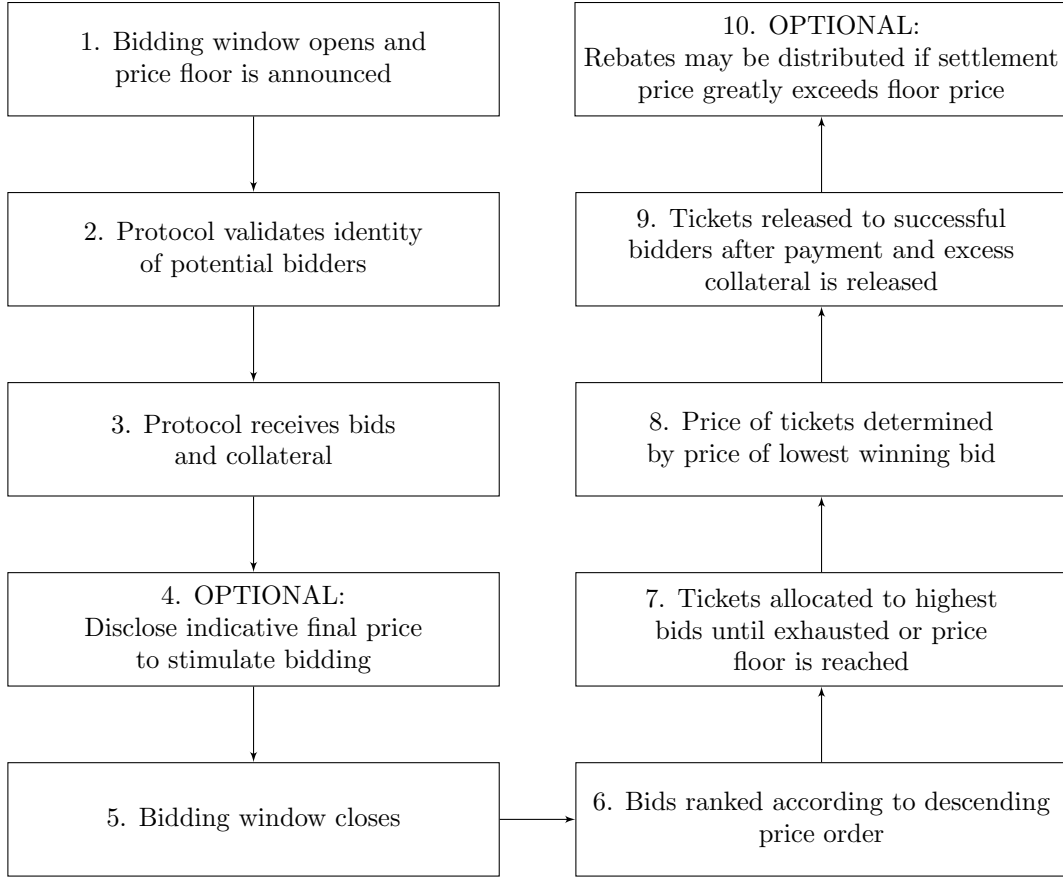 1. Bidding window opens and
price floor is announced
2. Protocol validates identity
of potential bidders
3. Protocol receives bids
and collateral
4. OPTIONAL:
Disclose indicative final price
to stimulate bidding
5. Bidding window closes
6. Bids ranked according to descending
price order
7. Tickets allocated to highest
bids until exhausted or price
floor is reached
8. Price of tickets determined
by price of lowest winning bid
9. Tickets released to successful
bidders after payment and excess
collateral is released
10. OPTIONAL:
Rebates may be distributed if settlement
price greatly exceeds floor price